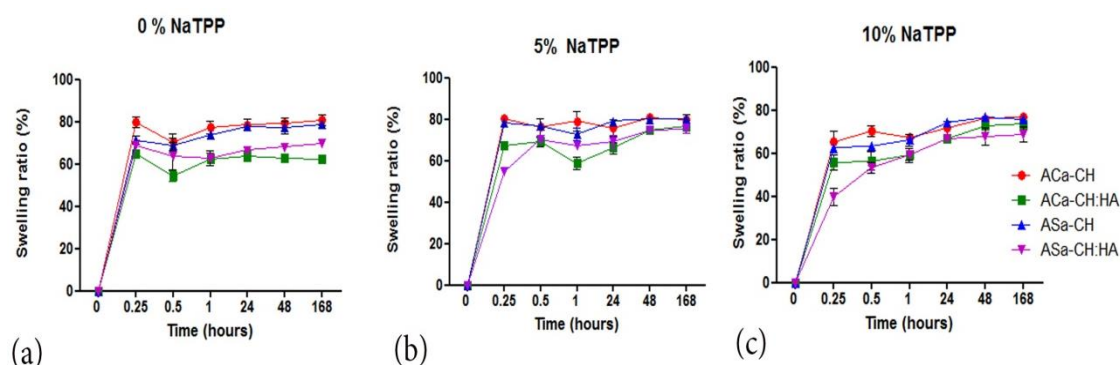 0 % NaTPP
Swelling ratio (%)
100
80
60
40
20
0
0 0.25 0.5 1 24 48 168
Time (hours)
(a)
5% NaTPP
Swelling ratio (%)
100
80
60
40
20
0
0 0.25 0.5 1 24 48 168
Time (hours)
(b)
10% NaTPP
Swelling ratio (%)
100
80
60
40
20
0
0 0.25 0.5 1 24 48 168
Time (hours)
(c)
ACa-CH
ACa-CH:HA
ASa-CH
ASa-CH:HA